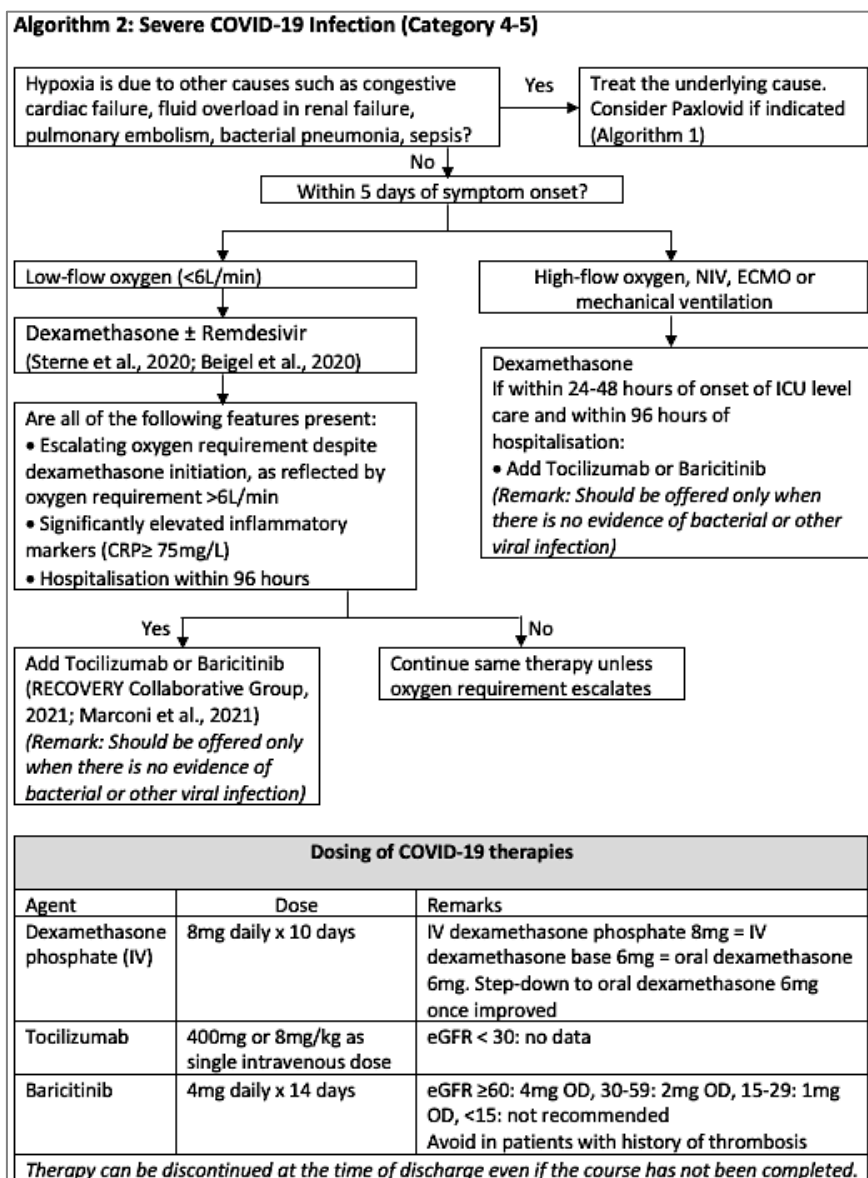 Algorithm 2: Severe COVID-19 Infection (Category 4-5)
Hypoxia is due to other causes such as congestive
cardiac failure, fluid overload in renal failure,
pulmonary embolism, bacterial pneumonia, sepsis?
Yes
Treat the underlying cause.
Consider Paxlovid if indicated
(Algorithm 1)
No
Within 5 days of symptom onset?
Low-flow oxygen (<6L/min)
High-flow oxygen, NIV, ECMO or
mechanical ventilation
Dexamethasone ± Remdesivir
(Sterne et al., 2020; Beigel et al., 2020)
Dexamethasone
If within 24-48 hours of onset of ICU level
care and within 96 hours of
hospitalisation:
• Add Tocilizumab or Baricitinib
(Remark: Should be offered only when
there is no evidence of bacterial or other
viral infection)
Are all of the following features present:
• Escalating oxygen requirement despite
dexamethasone initiation, as reflected by
oxygen requirement >6L/min
• Significantly elevated inflammatory
markers (CRP≥ 75mg/L)
• Hospitalisation within 96 hours
Yes
No
Add Tocilizumab or Baricitinib
(RECOVERY Collaborative Group,
2021; Marconi et al., 2021)
(Remark: Should be offered only
when there is no evidence of
bacterial or other viral infection)
Continue same therapy unless
oxygen requirement escalates
Dosing of COVID-19 therapies
Agent Dose Remarks
Dexamethasone
phosphate (IV)
8mg daily x 10 days
IV dexamethasone phosphate 8mg = IV
dexamethasone base 6mg = oral dexamethasone
6mg. Step-down to oral dexamethasone 6mg
once improved
Tocilizumab
400mg or 8mg/kg as
single intravenous dose
eGFR < 30: no data
Baricitinib
4mg daily x 14 days
eGFR ≥60: 4mg OD, 30-59: 2mg OD, 15-29: 1mg
OD, <15: not recommended
Avoid in patients with history of thrombosis
Therapy can be discontinued at the time of discharge even if the course has not been completed.